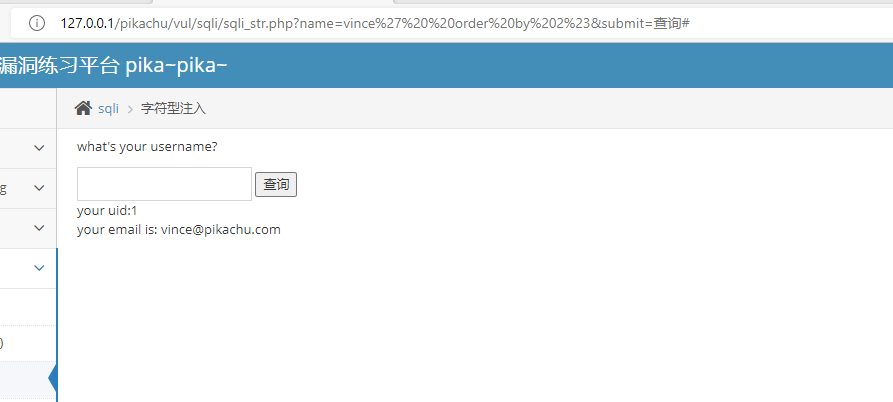 127.0.0.1/pikachu/vul/sqli/sqli_str.php?name=vince%27%20%20order%20by%202%23&submit=查询#
漏洞练习平台 pika~pika~
sqli > 字符型注入
what's your username?
g
查询
your uid:1
your email is: vince@pikachu.com
)